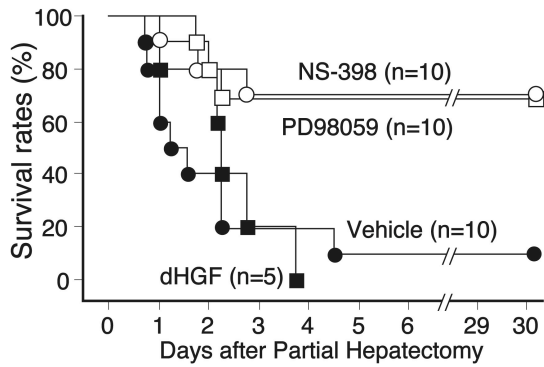 Survival rates (%)
100
80
60
40
20
0
NS-398 (n=10)
PD98059 (n=10)
Vehicle (n=10)
dHGF (n=5)
0 1 2 3 4 5 6 29 30
Days after Partial Hepatectomy